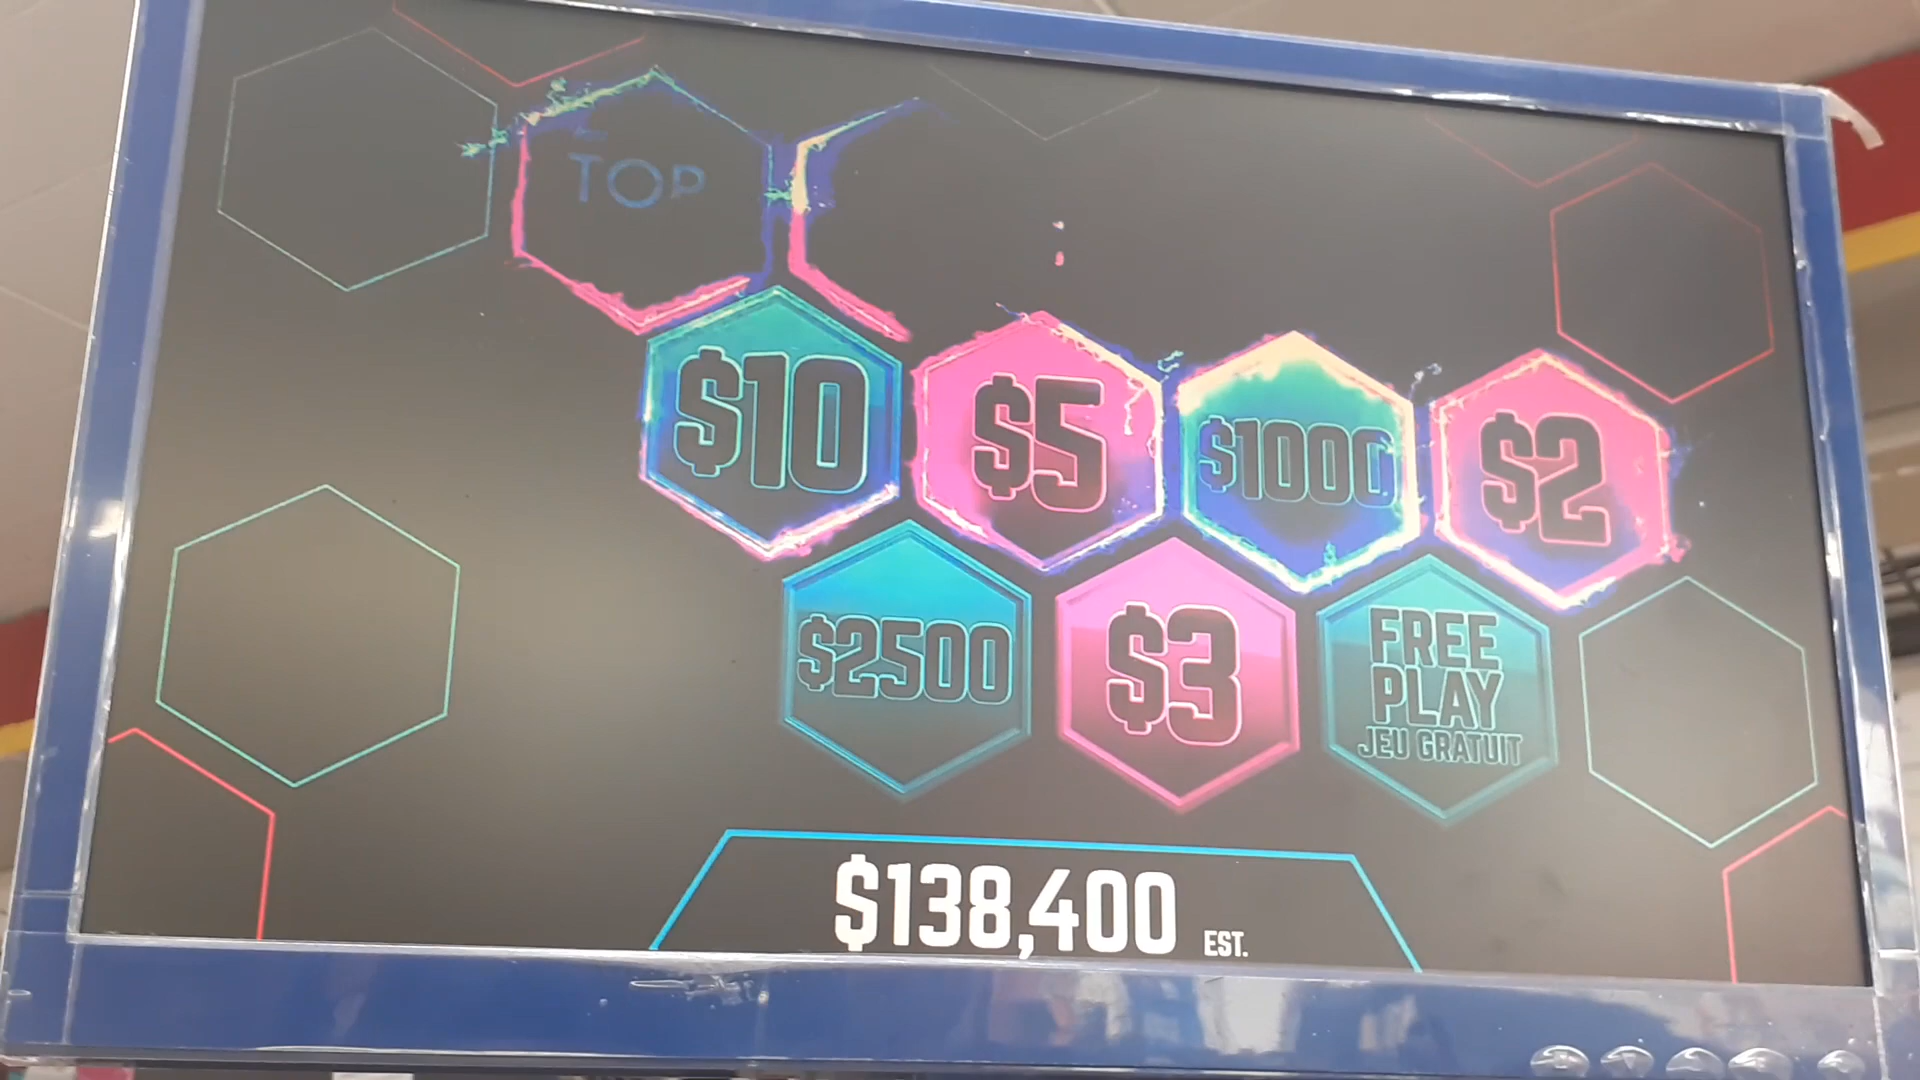 TOP
$10
$5
$1000
$2
$2500
$3
FREE
PLAY
JEU GRATUIT
$138,400 EST.